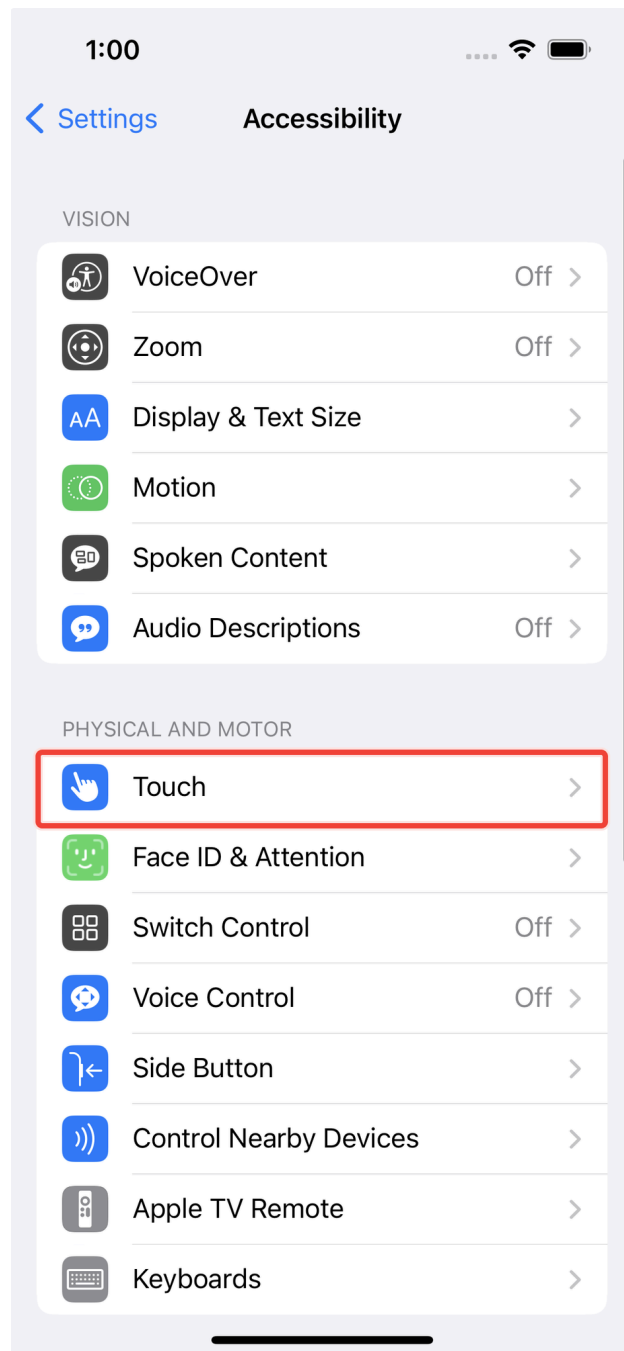 1:00
Settings Accessibility
VISION
VoiceOver Off
Zoom Off
AA Display & Text Size
Motion
Spoken Content
Audio Descriptions Off
PHYSICAL AND MOTOR
Touch
Face ID & Attention
Switch Control Off
Voice Control Off
Side Button
Control Nearby Devices
Apple TV Remote
Keyboards